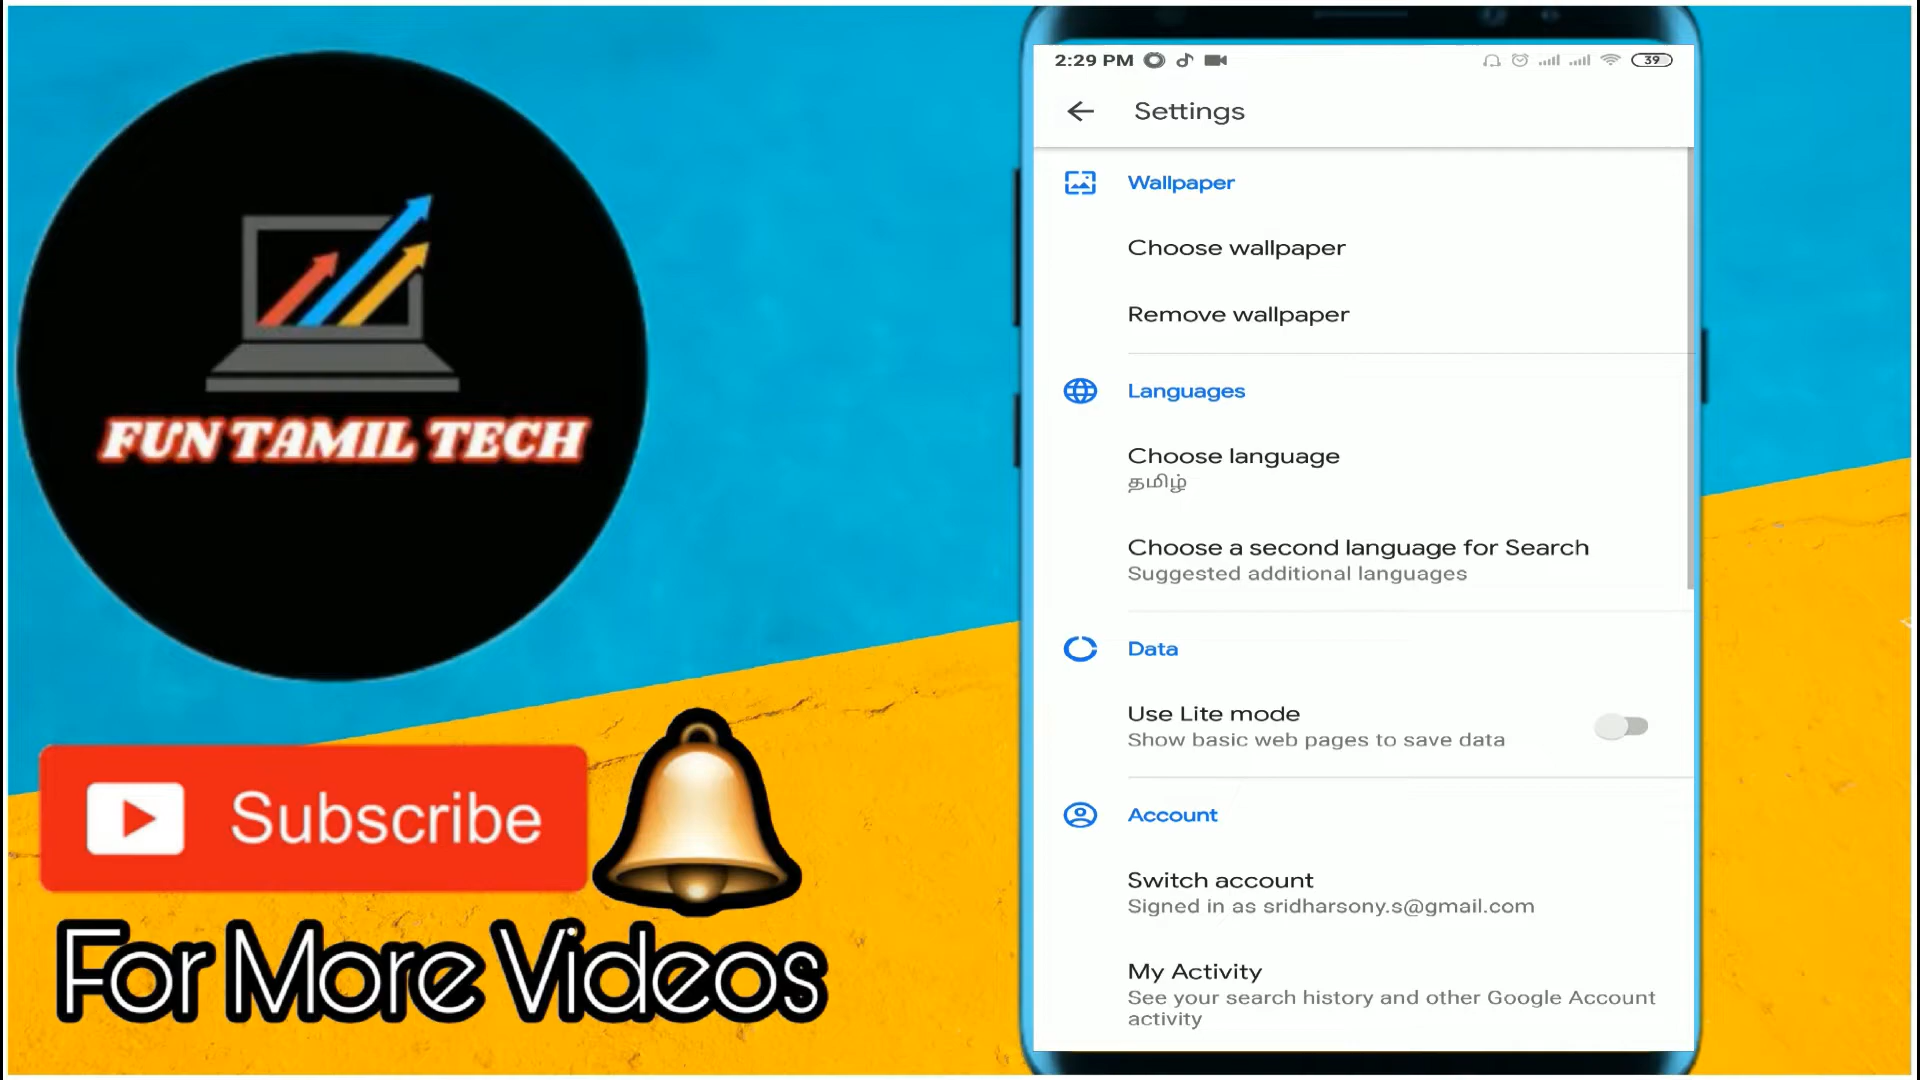 FUN TAMIL TECH
Subscribe
For More Videos
2:29 PM
39
Settings
Wallpaper
Choose wallpaper
Remove wallpaper
Languages
Choose language
தமிழ்
Choose a second language for Search
Suggested additional languages
Data
Use Lite mode
Show basic web pages to save data
Account
Switch account
Signed in as sridharsony.s@gmail.com
My Activity
See your search history and other Google Account
activity